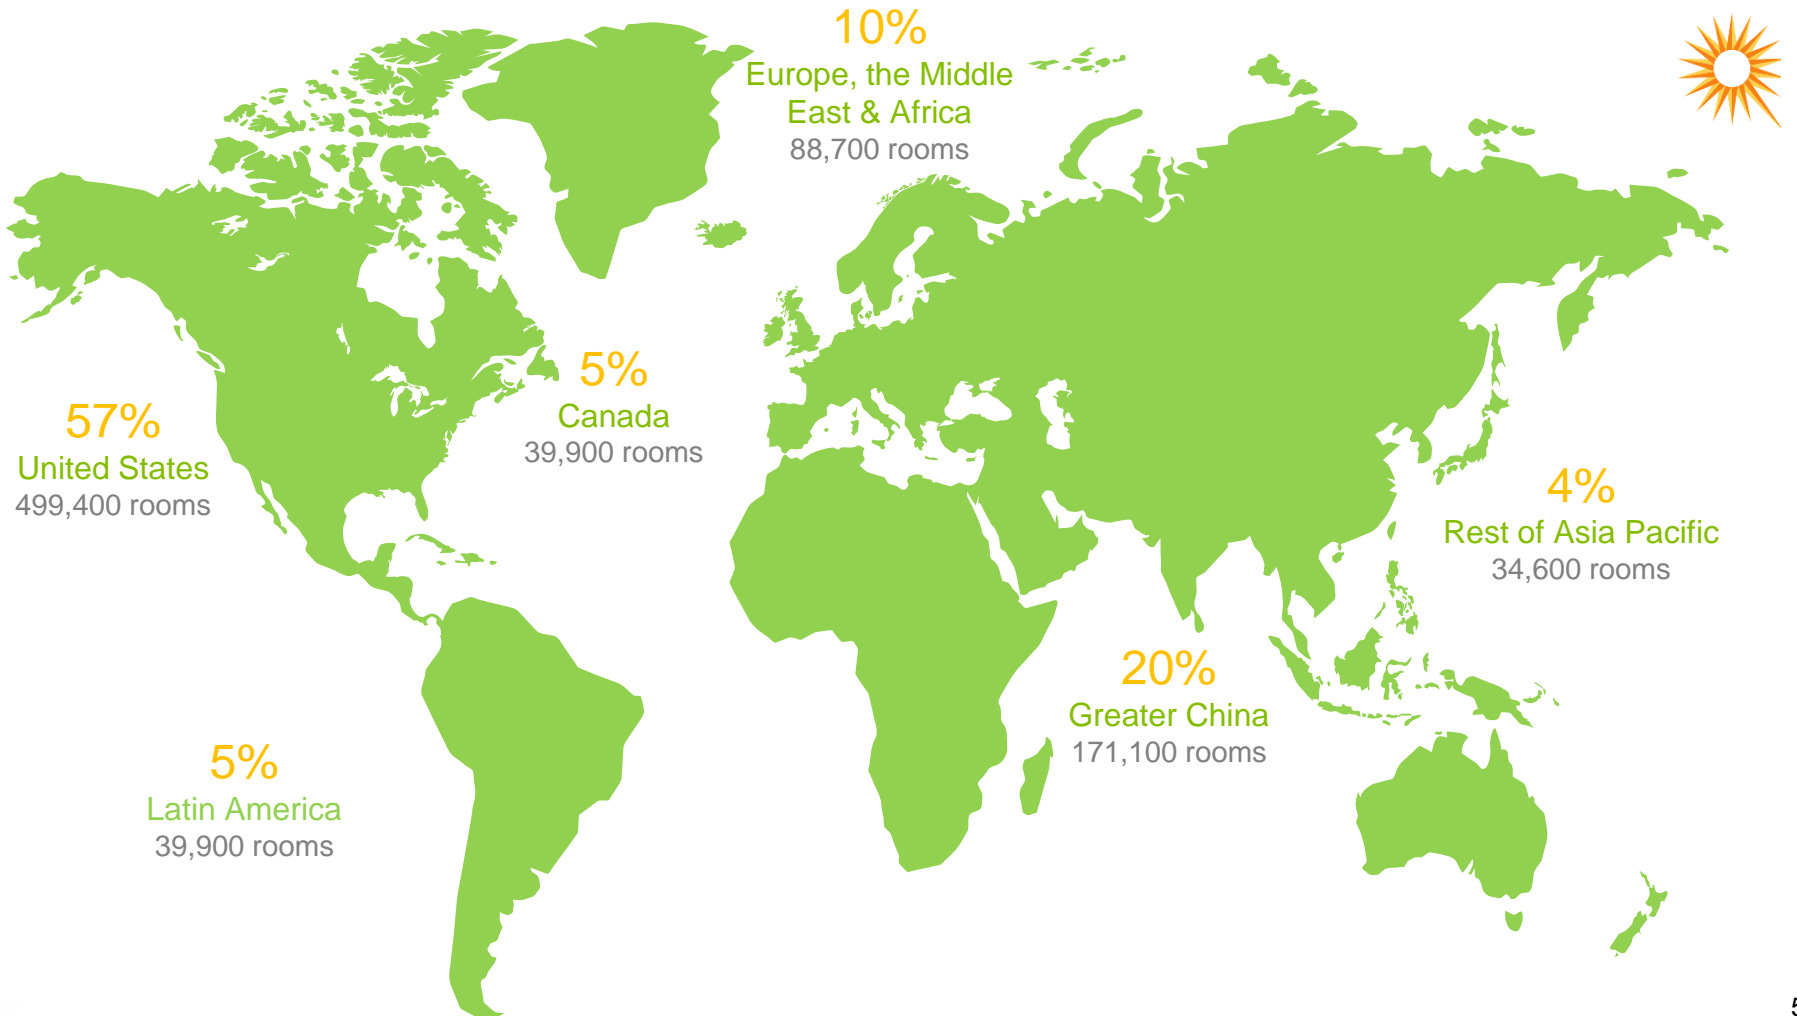 10%
Europe, the Middle
East & Africa
88,700 rooms
5%
Canada
39,900 rooms
57%
United States
499,400 rooms
4%
Rest of Asia Pacific
34,600 rooms
20%
Greater China
171,100 rooms
5%
Latin America
39,900 rooms
5